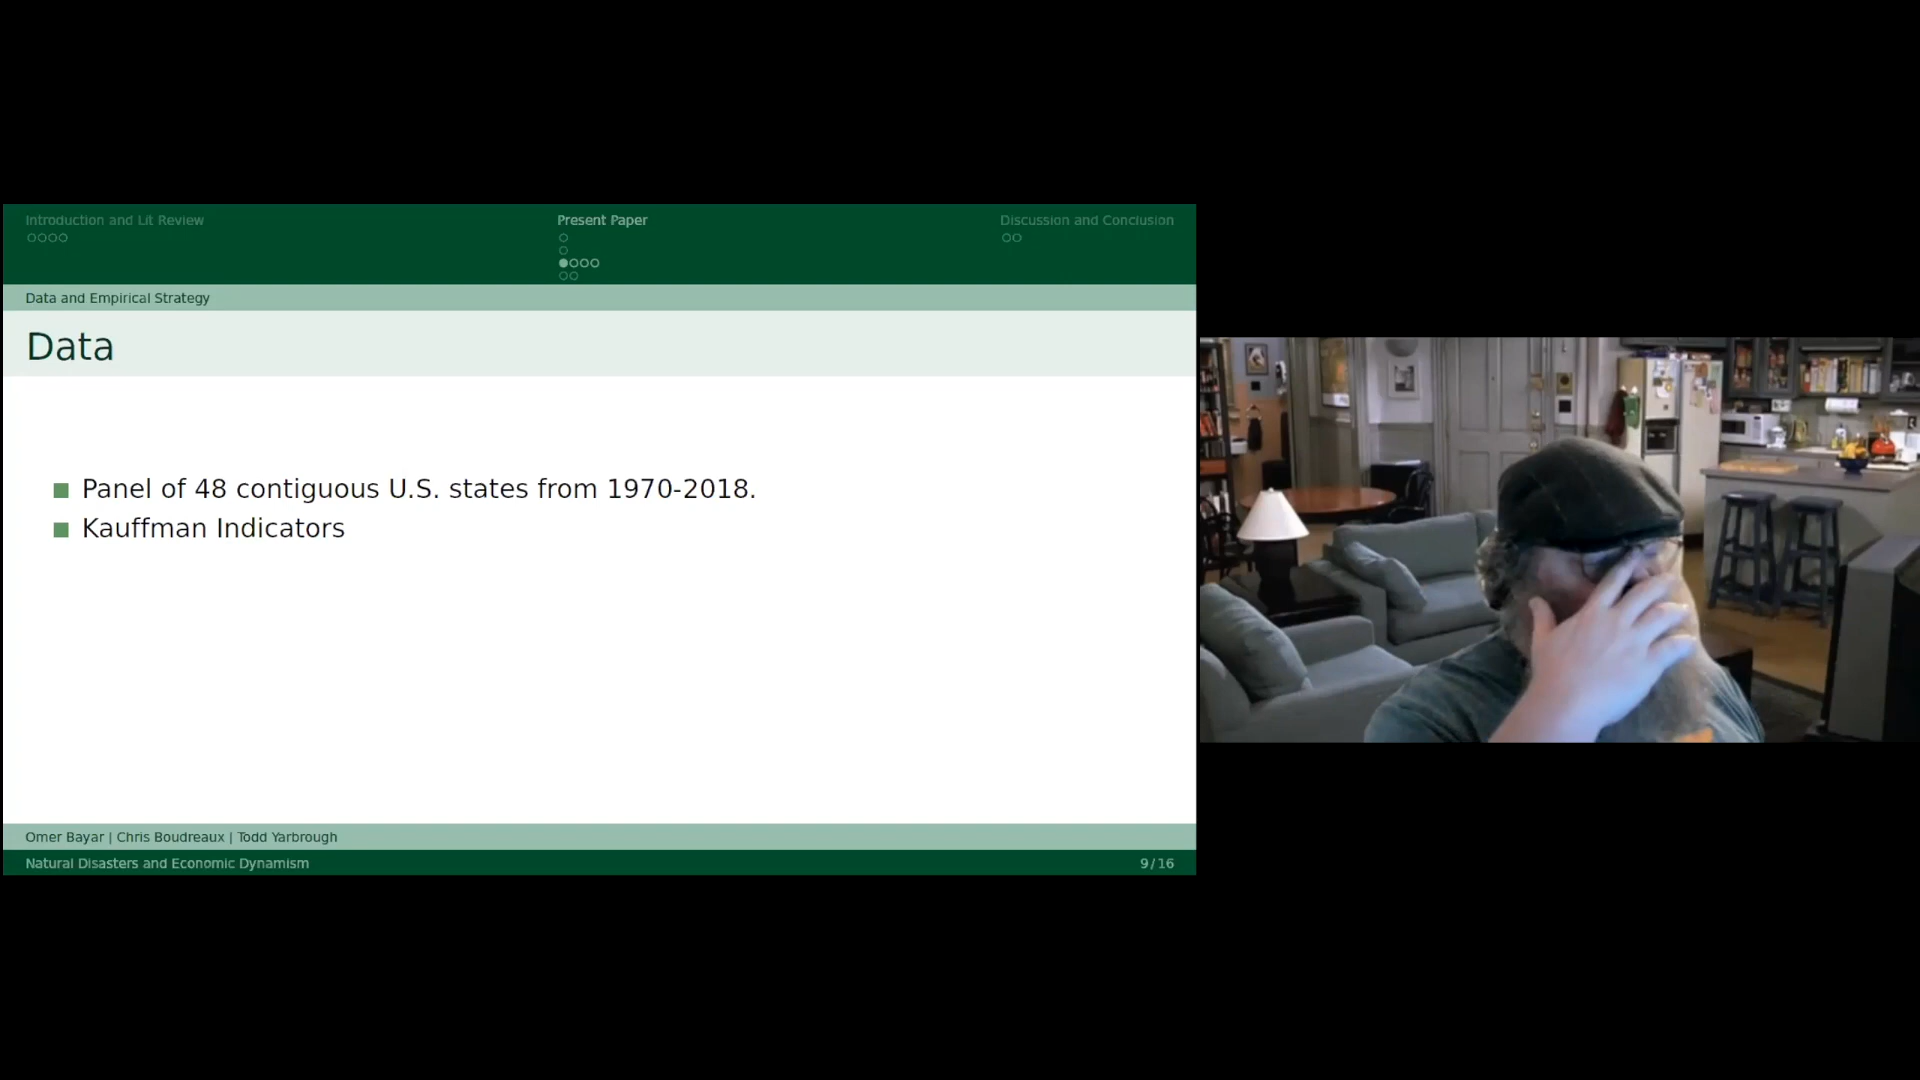 Introduction and Lit Review
Present Paper
Discussion and Conclusion
Data and Empirical Strategy
Data
Panel of 48 contiguous U.S. states from 1970-2018.
Kauffman Indicators
Omer Bayar | Chris Boudreaux | Todd Yarbrough
Natural Disasters and Economic Dynamism
9/16